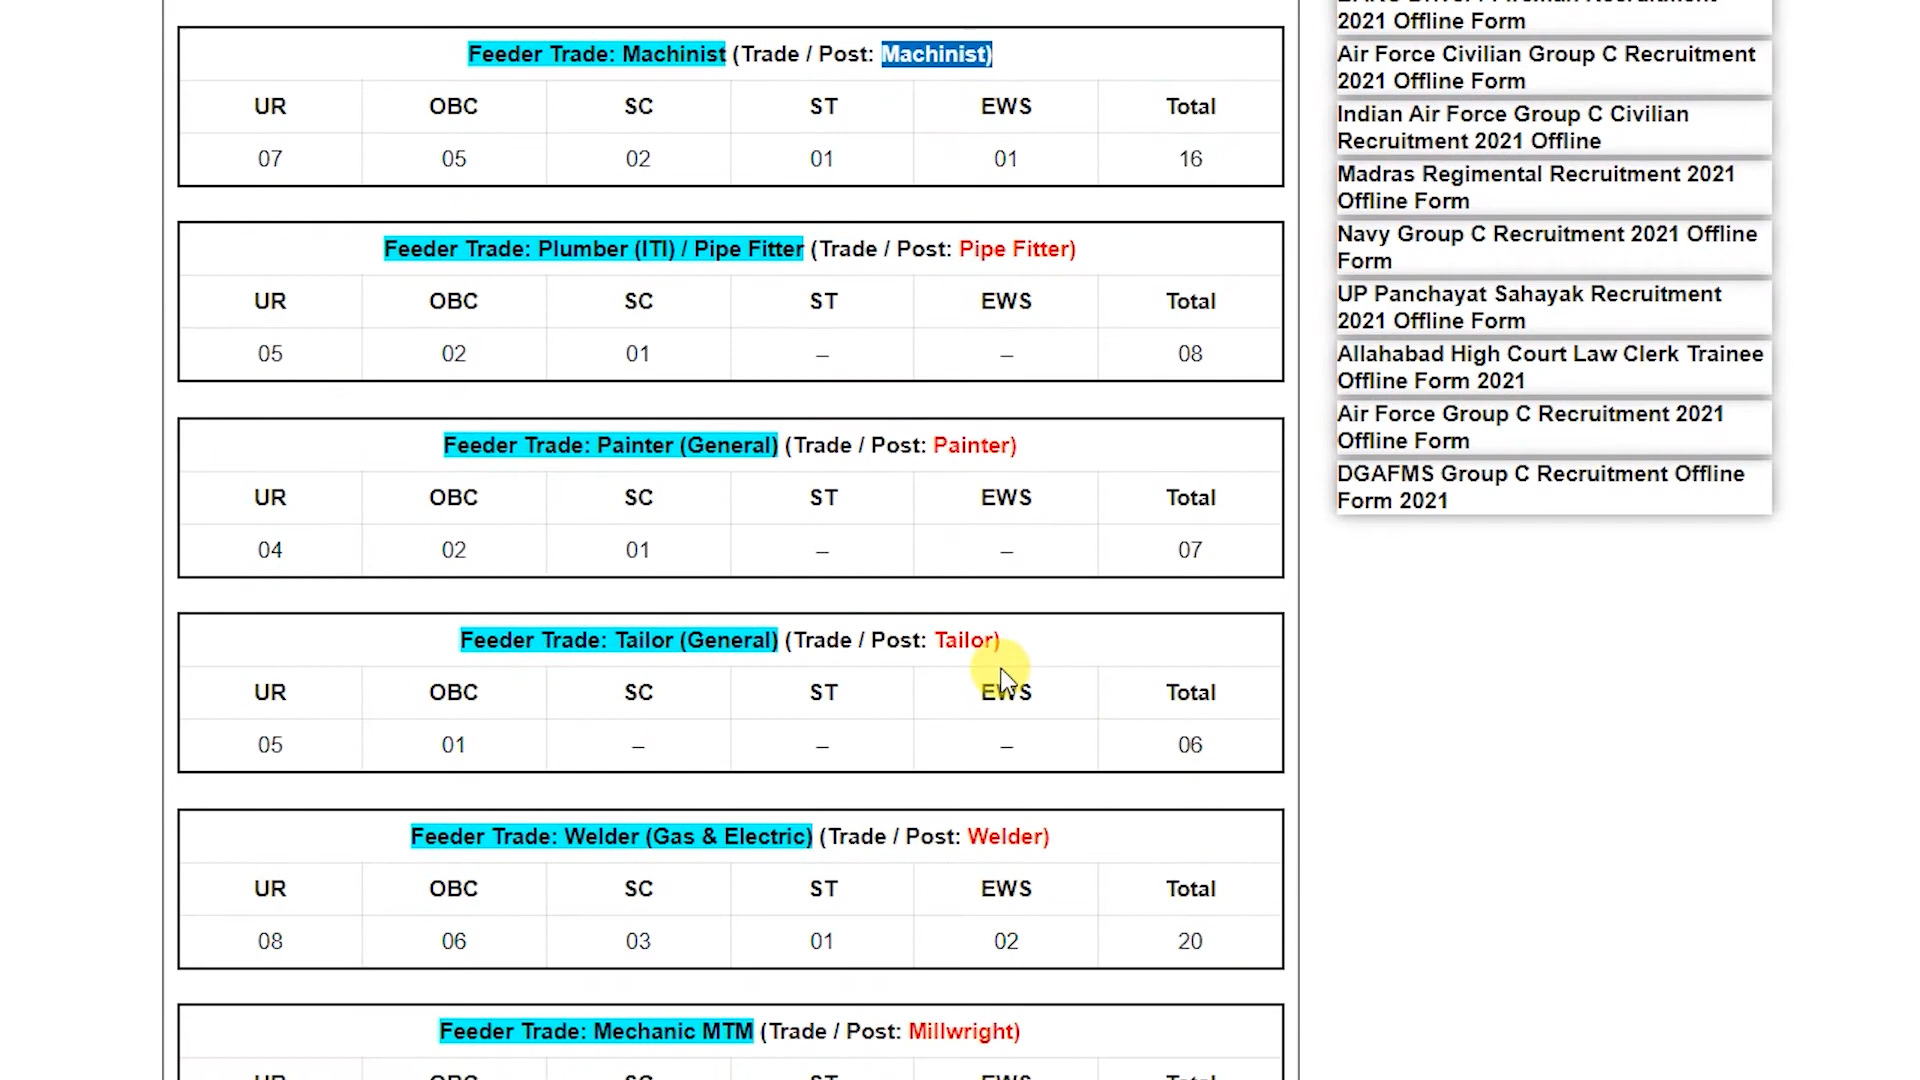 Feeder Trade: Machinist (Trade / Post: Machinist)
UR OBC SC ST EWS Total
07 05 02 01 01 16
Feeder Trade: Plumber (ITI) / Pipe Fitter (Trade / Post: Pipe Fitter)
UR OBC SC ST EWS Total
05 02 01 – – 08
Feeder Trade: Painter (General) (Trade / Post: Painter)
UR OBC SC ST EWS Total
04 02 01 – – 07
Feeder Trade: Tailor (General) (Trade / Post: Tailor)
UR OBC SC ST EWS Total
05 01 – – – 06
Feeder Trade: Welder (Gas & Electric) (Trade / Post: Welder)
UR OBC SC ST EWS Total
08 06 03 01 02 20
Feeder Trade: Mechanic MTM (Trade / Post: Millwright)
UR OBC SC ST EWS Total
2021 Offline Form
Air Force Civilian Group C Recruitment
2021 Offline Form
Indian Air Force Group C Civilian
Recruitment 2021 Offline
Madras Regimental Recruitment 2021
Offline Form
Navy Group C Recruitment 2021 Offline
Form
UP Panchayat Sahayak Recruitment
2021 Offline Form
Allahabad High Court Law Clerk Trainee
Offline Form 2021
Air Force Group C Recruitment 2021
Offline Form
DGAFMS Group C Recruitment Offline
Form 2021